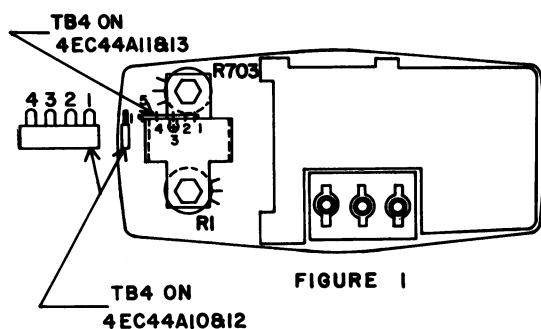 TB4 ON
4EC44A11&13
R703
4 3 2 1
5
1
4 2 1
3
R1
FIGURE 1
TB4 ON
4EC44A10&12